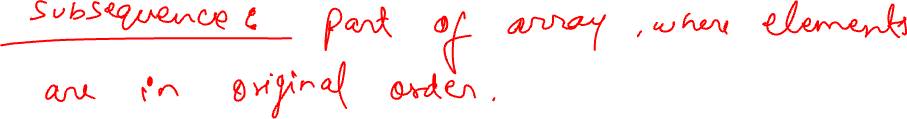 subsequence : part of array , where elements
are in original order .